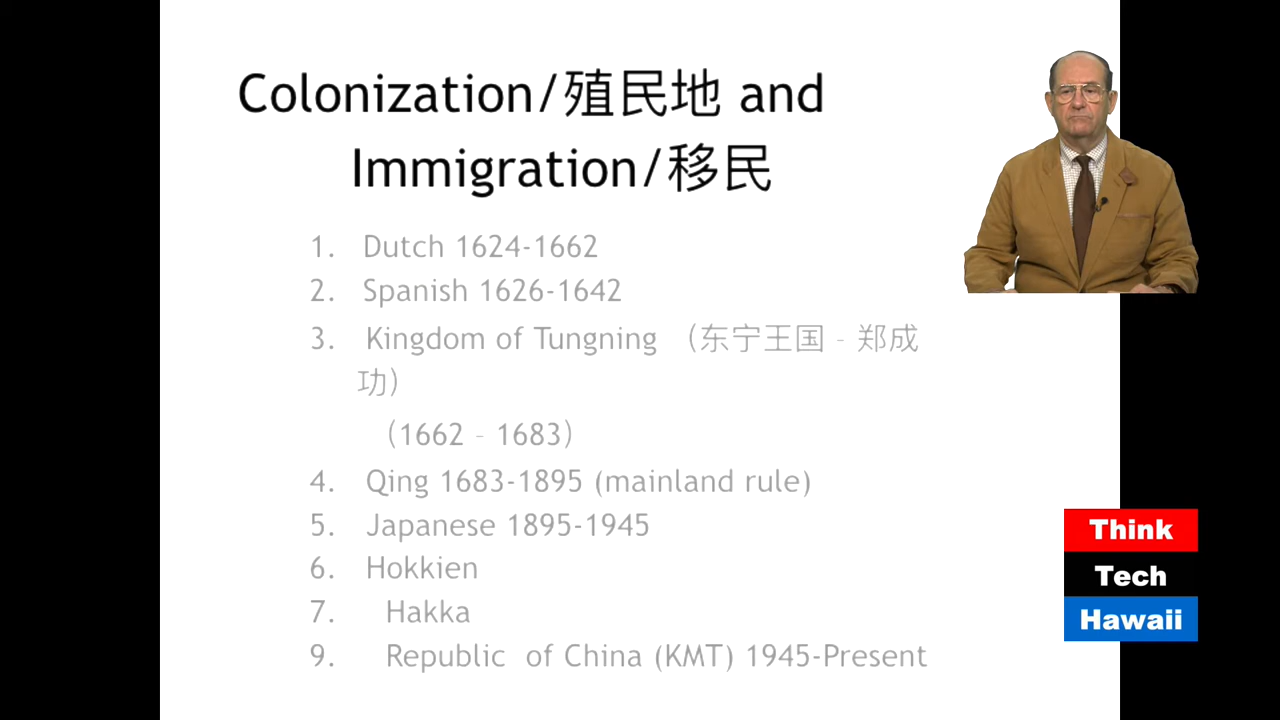 Colonization/殖民地 and
Immigration/移民
1. Dutch 1624-1662
2. Spanish 1626-1642
3. Kingdom of Tungning （东宁王国 - 郑成
功）
（1662 - 1683）
4. Qing 1683-1895 (mainland rule)
5. Japanese 1895-1945
6. Hokkien
7. Hakka
9. Republic of China (KMT) 1945-Present
Think
Tech
Hawaii